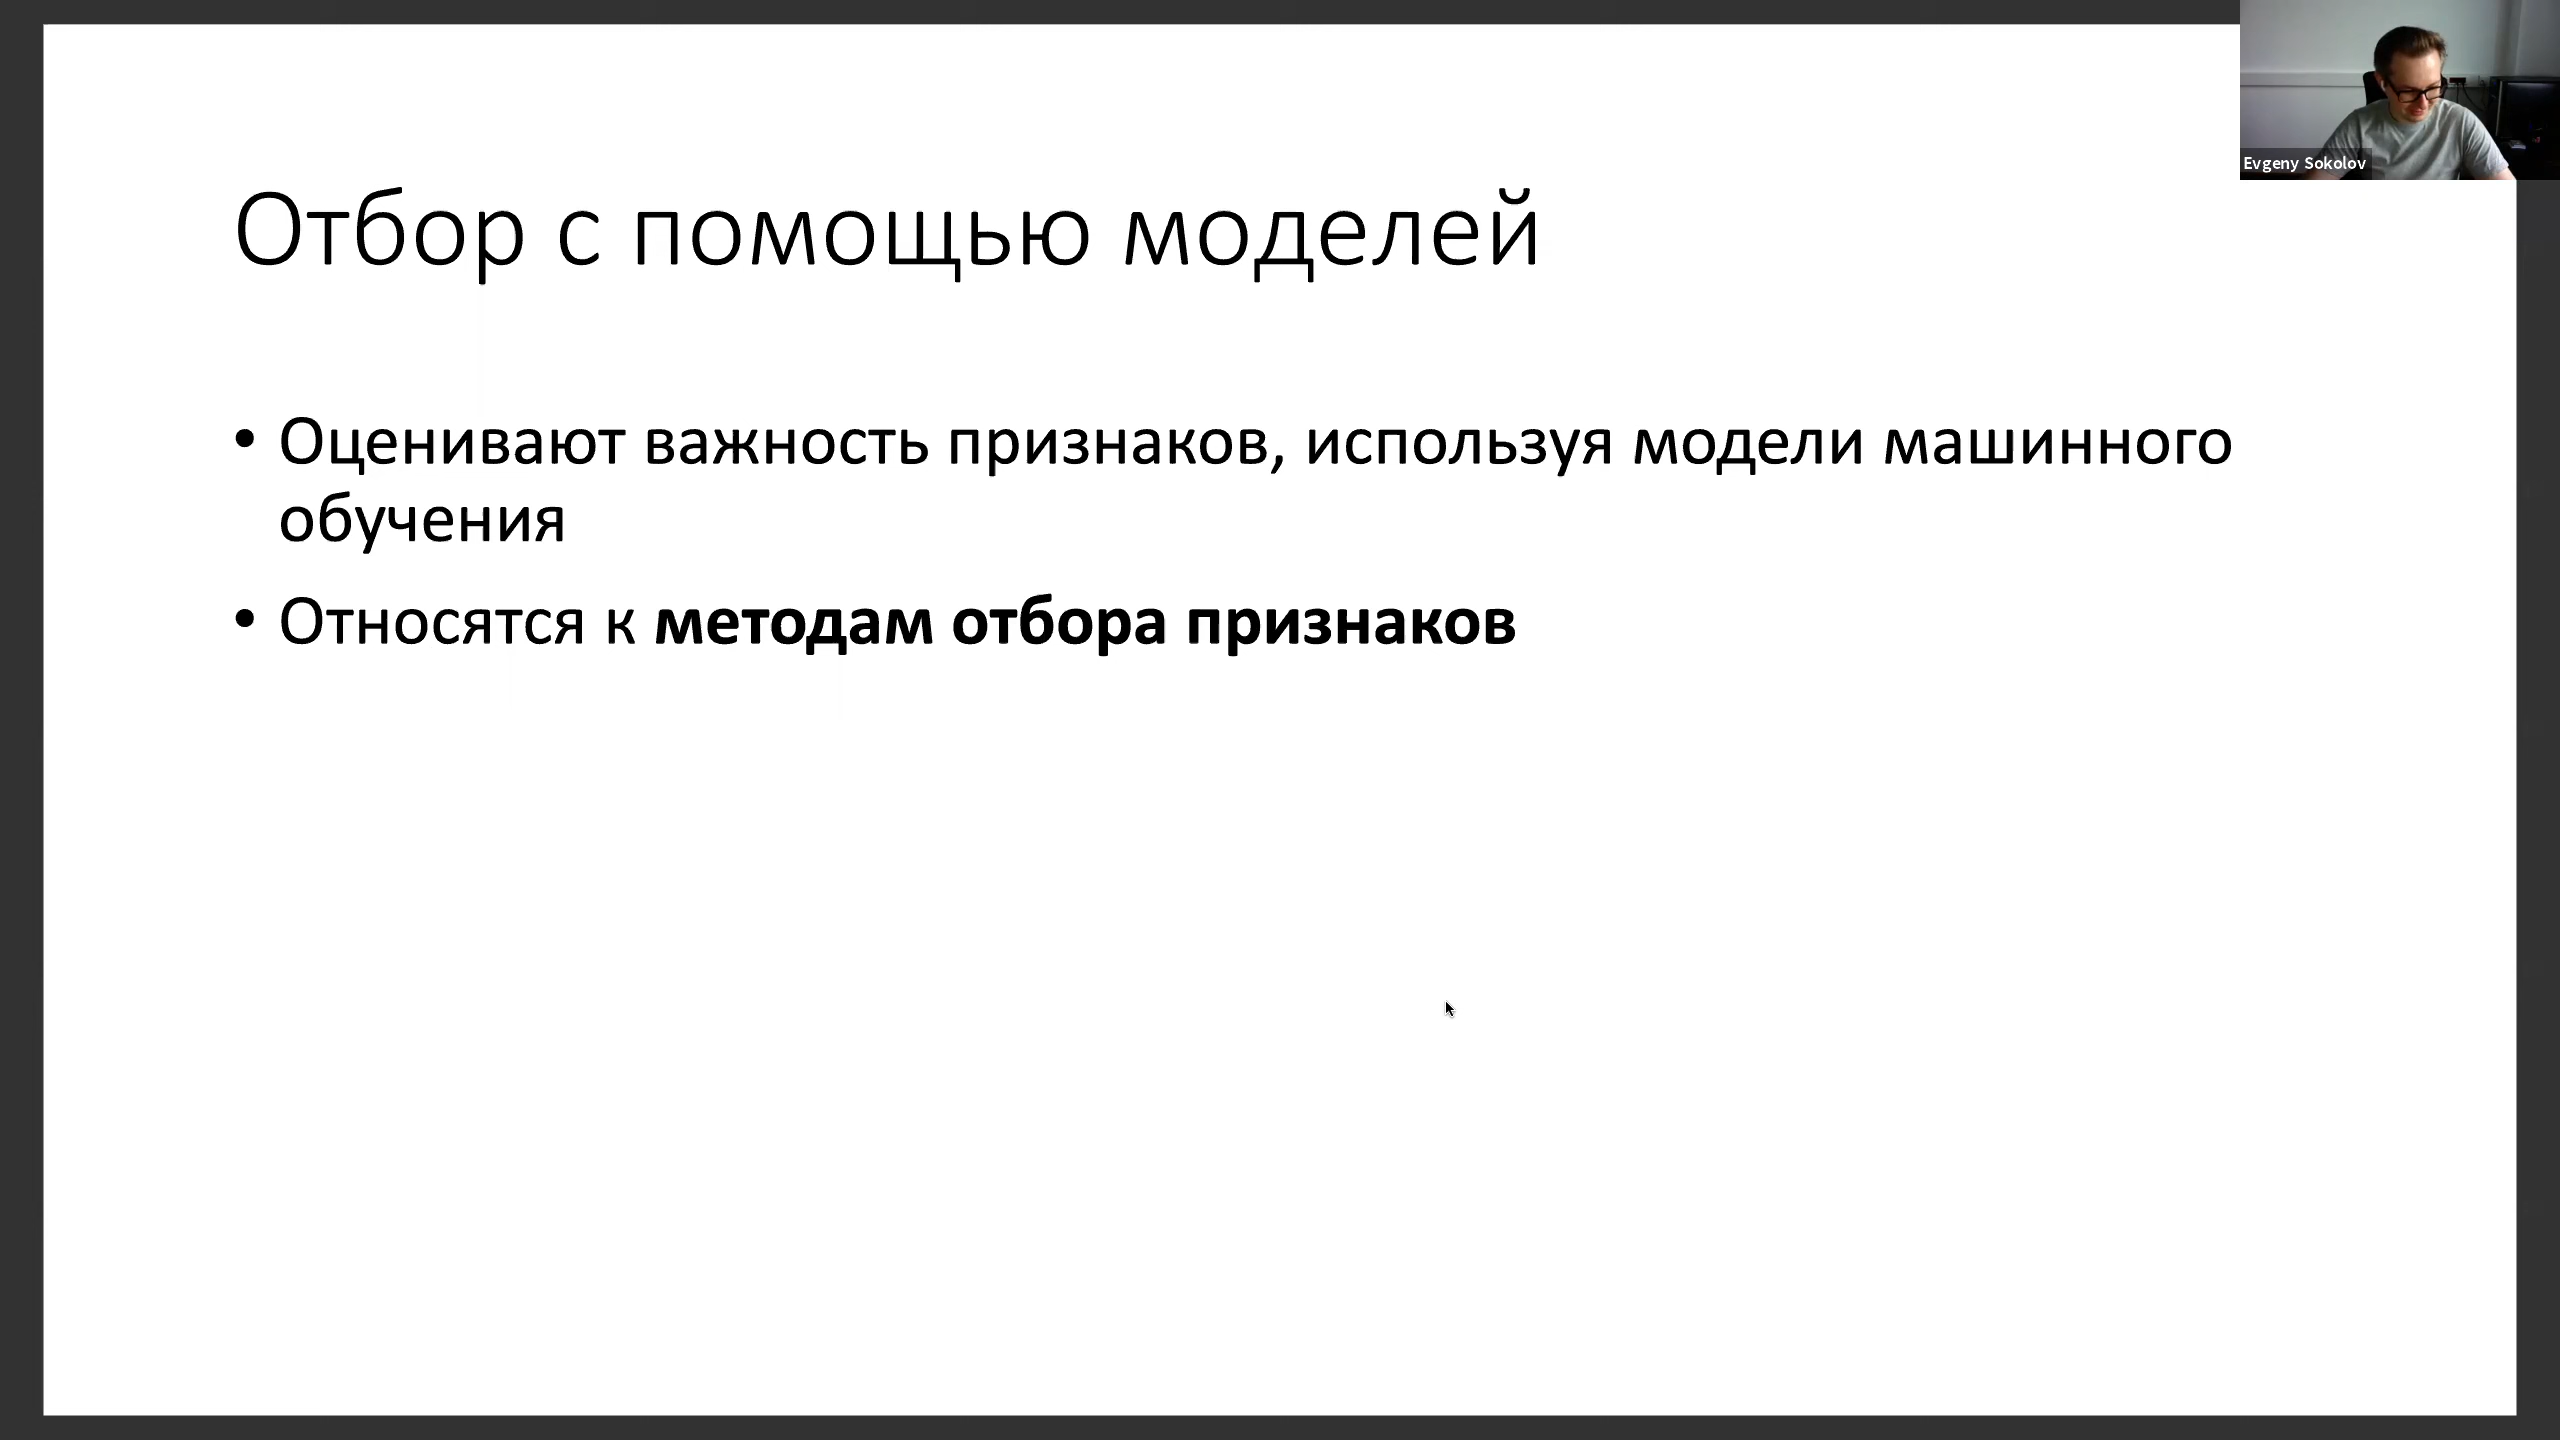 Отбор с помощью моделей
• Оценивают важность признаков, используя модели машинного
обучения
• Относятся к методам отбора признаков
Evgeny Sokolov